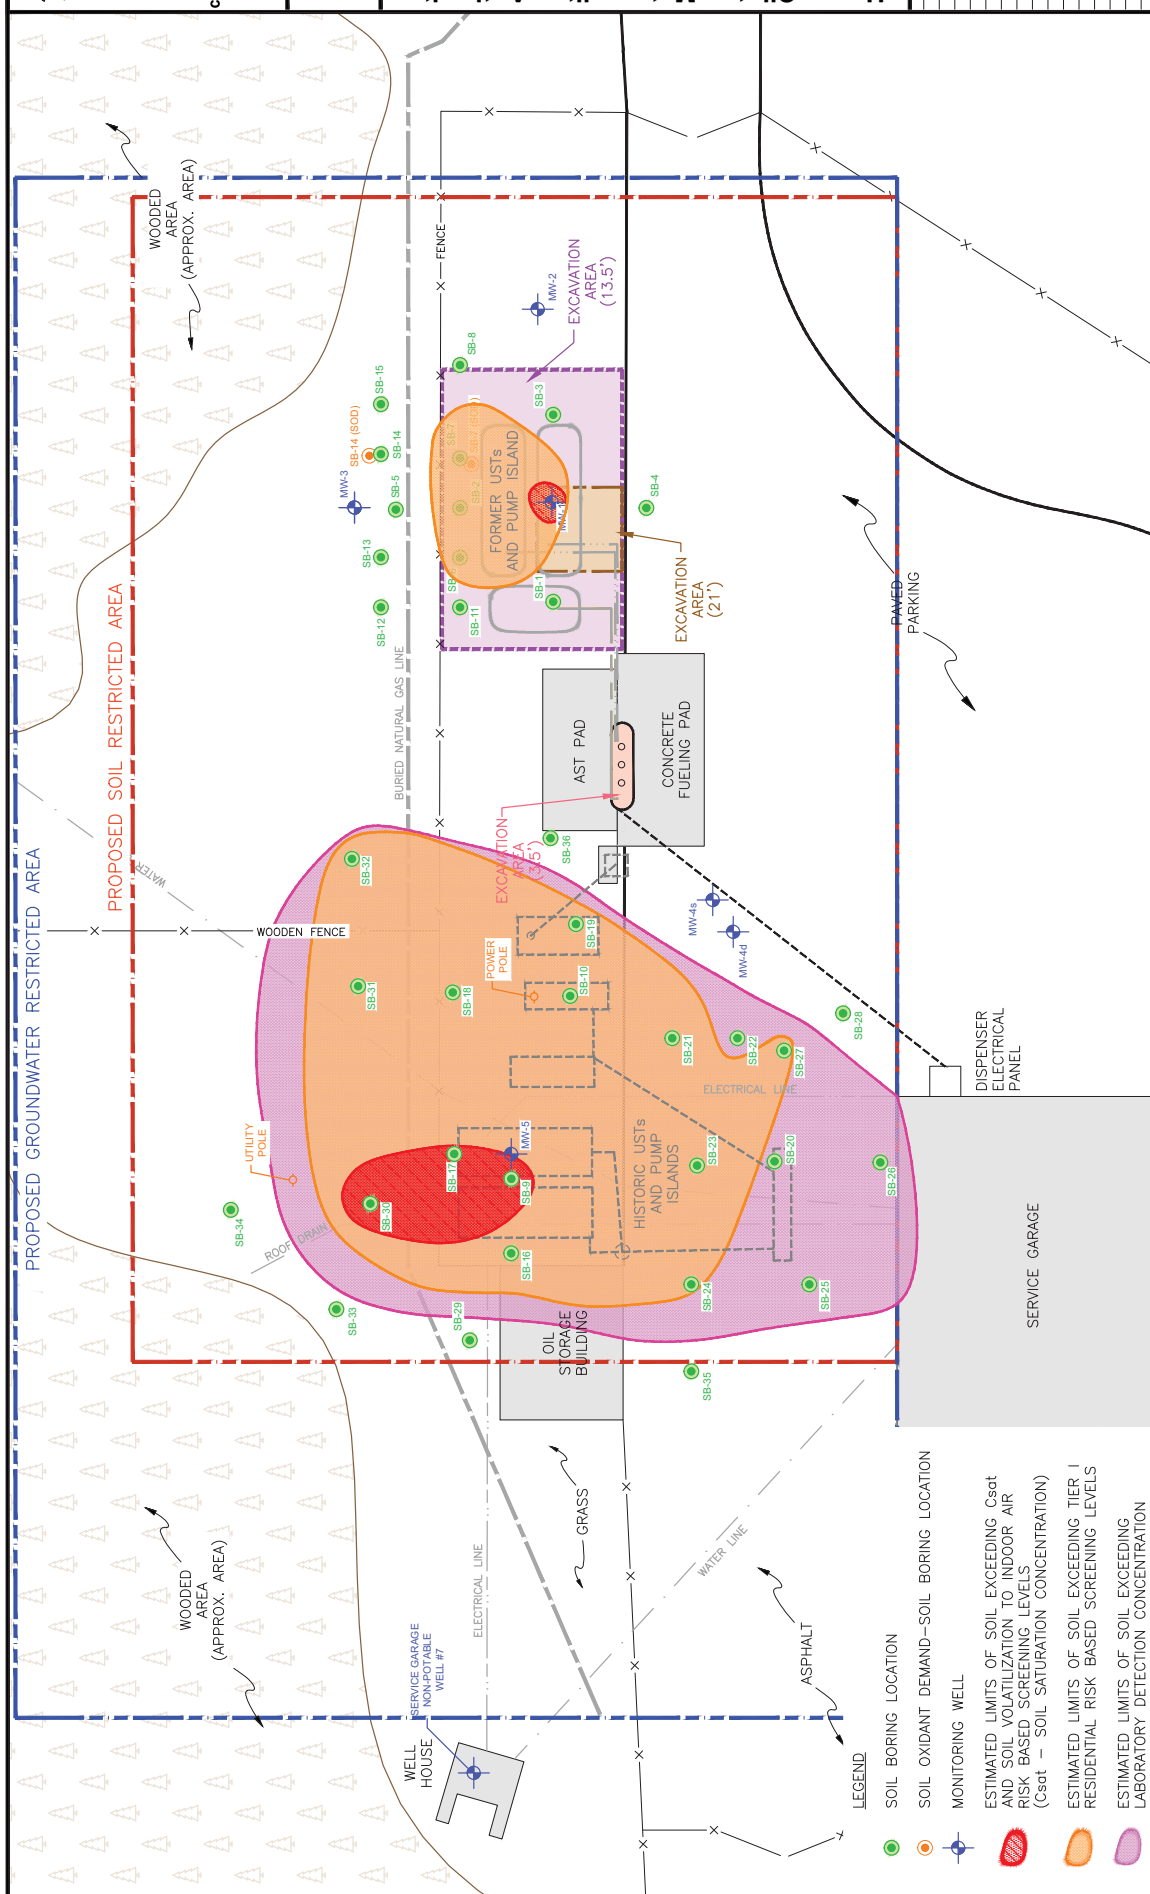 PROPOSED GROUNDWATER RESTRICTED AREA
PROPOSED SOIL RESTRICTED AREA
WOODED
AREA
(APPROX. AREA)
WOODED
AREA
(APPROX. AREA)
WATER
WOODEN FENCE
BURIED NATURAL GAS LINE
FENCE
UTILITY
POLE
ROOF DRAIN
POWER
POLE
ELECTRICAL LINE
ELECTRICAL LINE
WATER LINE
SB-34
SB-33
SB-29
SB-35
SB-30
SB-17
SB-9
SB-16
MW-5
SB-31
SB-32
SB-18
SB-10
SB-19
SB-36
SB-21
SB-22
SB-27
SB-28
SB-23
SB-20
SB-24
SB-25
SB-26
MW-4s
MW-4d
HISTORIC USTs
AND PUMP
ISLANDS
OIL
STORAGE
BUILDING
SERVICE GARAGE
DISPENSER
ELECTRICAL
PANEL
EXCAVATION
AREA
(3.5')
AST PAD
CONCRETE
FUELING PAD
SB-12
SB-13
SB-5
SB-14
SB-14 (SOD)
SB-15
MW-3
SB-11
SB-2
SB-8
SB-1
SB-3
SB-4
MW-2
FORMER USTs
AND PUMP ISLAND
EXCAVATION
AREA
(13.5')
EXCAVATION
AREA
(21')
PAVED
PARKING
GRASS
ASPHALT
WELL
HOUSE
SERVICE GARAGE
NON-POTABLE
WELL #7
LEGEND
SOIL BORING LOCATION
SOIL OXIDANT DEMAND-SOIL BORING LOCATION
MONITORING WELL
ESTIMATED LIMITS OF SOIL EXCEEDING Csat
AND SOIL VOLATILIZATION TO INDOOR AIR
RISK BASED SCREENING LEVELS
(Csat - SOIL SATURATION CONCENTRATION)
ESTIMATED LIMITS OF SOIL EXCEEDING TIER I
RESIDENTIAL RISK BASED SCREENING LEVELS
ESTIMATED LIMITS OF SOIL EXCEEDING
LABORATORY DETECTION CONCENTRATION